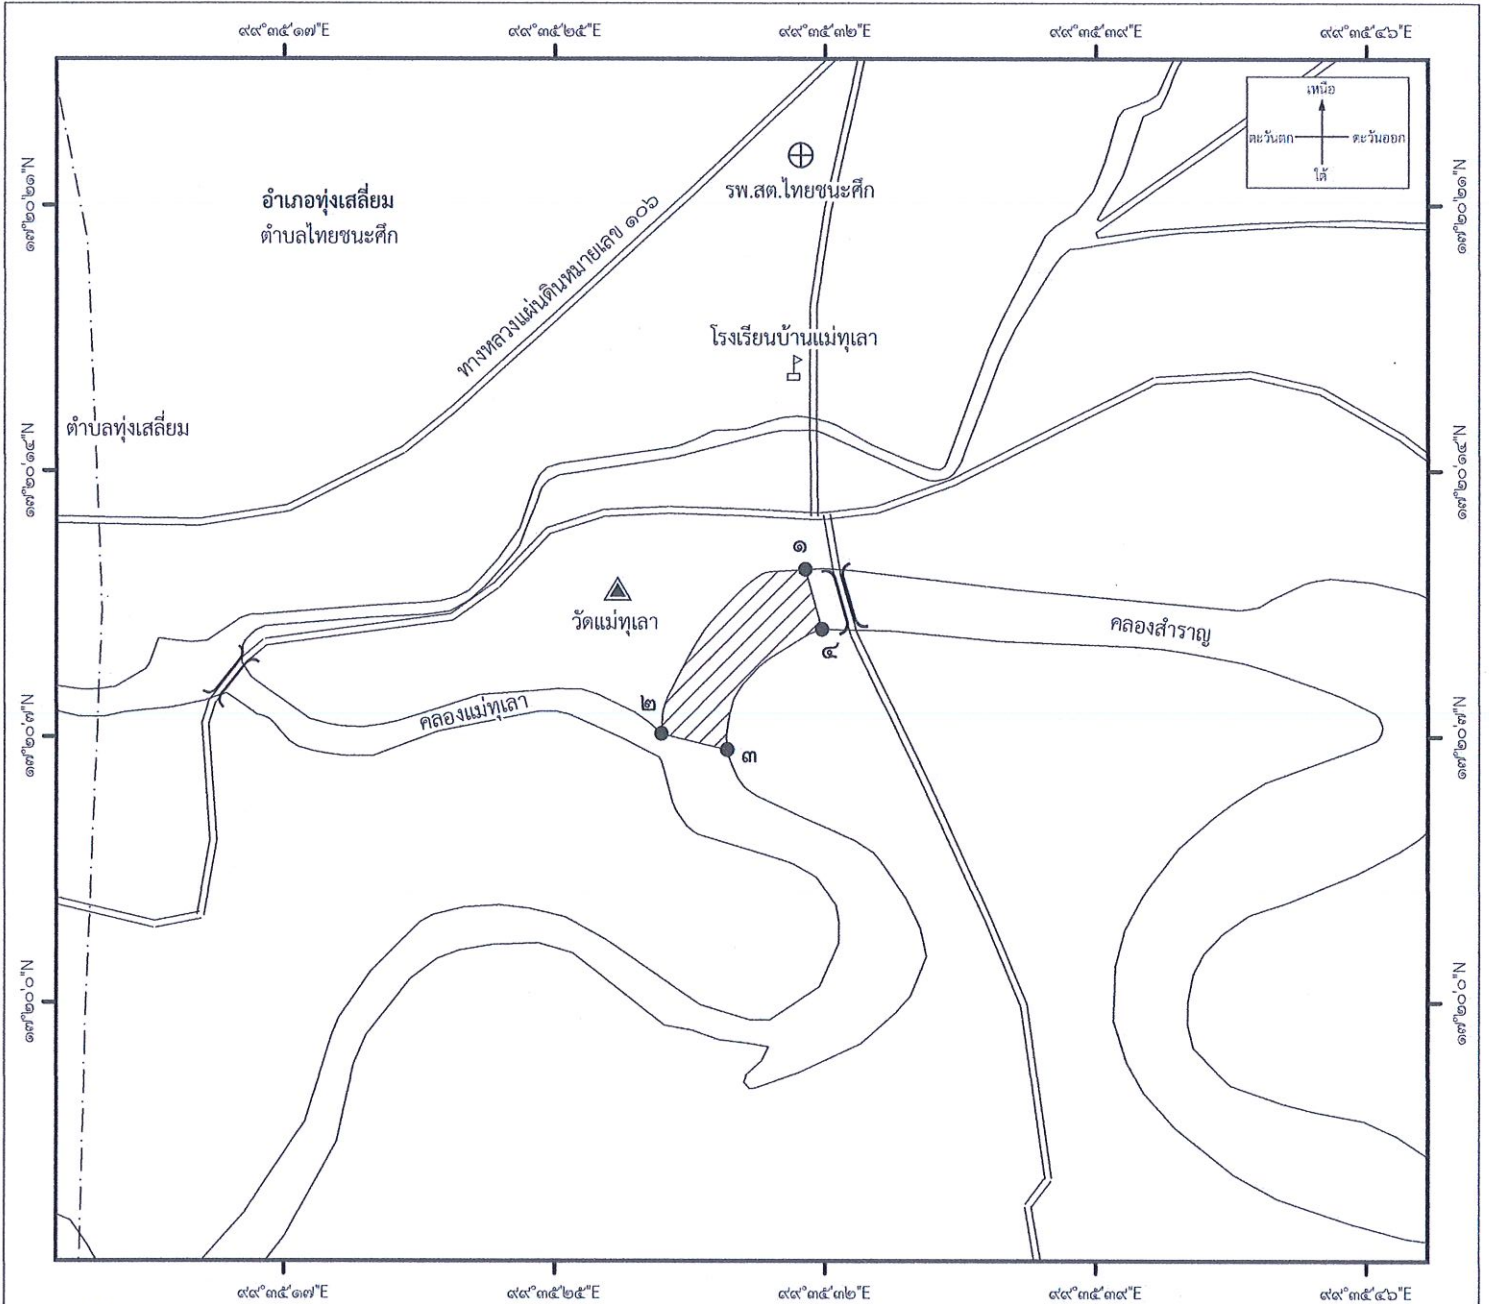 ๙๙°๓๕'๑๗"E
๙๙°๓๕'๒๕"E
๙๙°๓๕'๓๒"E
๙๙°๓๕'๓๙"E
๙๙°๓๕'๔๖"E
เหนือ
ตะวันตก
ตะวันออก
ใต้
๑๗°๒๐'๒๑"N
๑๗°๒๐'๒๑"N
รพ.สต.ไทยชนะศึก
อำเภอทุ่งเสลี่ยม
ตำบลไทยชนะศึก
ทางหลวงแผ่นดินหมายเลข ๑๐๖
โรงเรียนบ้านแม่ทุเลา
ตำบลทุ่งเสลี่ยม
๑๗°๒๐'๑๔"N
๑๗°๒๐'๑๔"N
๑
วัดแม่ทุเลา
คลองสำราญ
๔
๒
คลองแม่ทุเลา
๓
๑๗°๒๐'๗"N
๑๗°๒๐'๗"N
๑๗°๒๐'๐"N
๑๗°๒๐'๐"N
๙๙°๓๕'๑๗"E
๙๙°๓๕'๒๕"E
๙๙°๓๕'๓๒"E
๙๙°๓๕'๓๙"E
๙๙°๓๕'๔๖"E